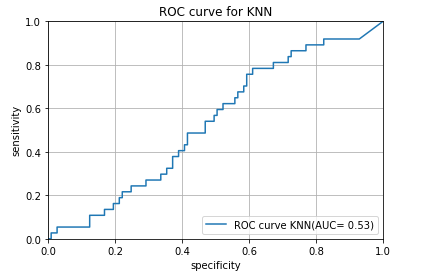 ROC curve for KNN
1.0
0.8
0.6
0.4
0.2
0.0
sensitivity
ROC curve KNN(AUC= 0.53)
0.0 0.2 0.4 0.6 0.8 1.0
specificity